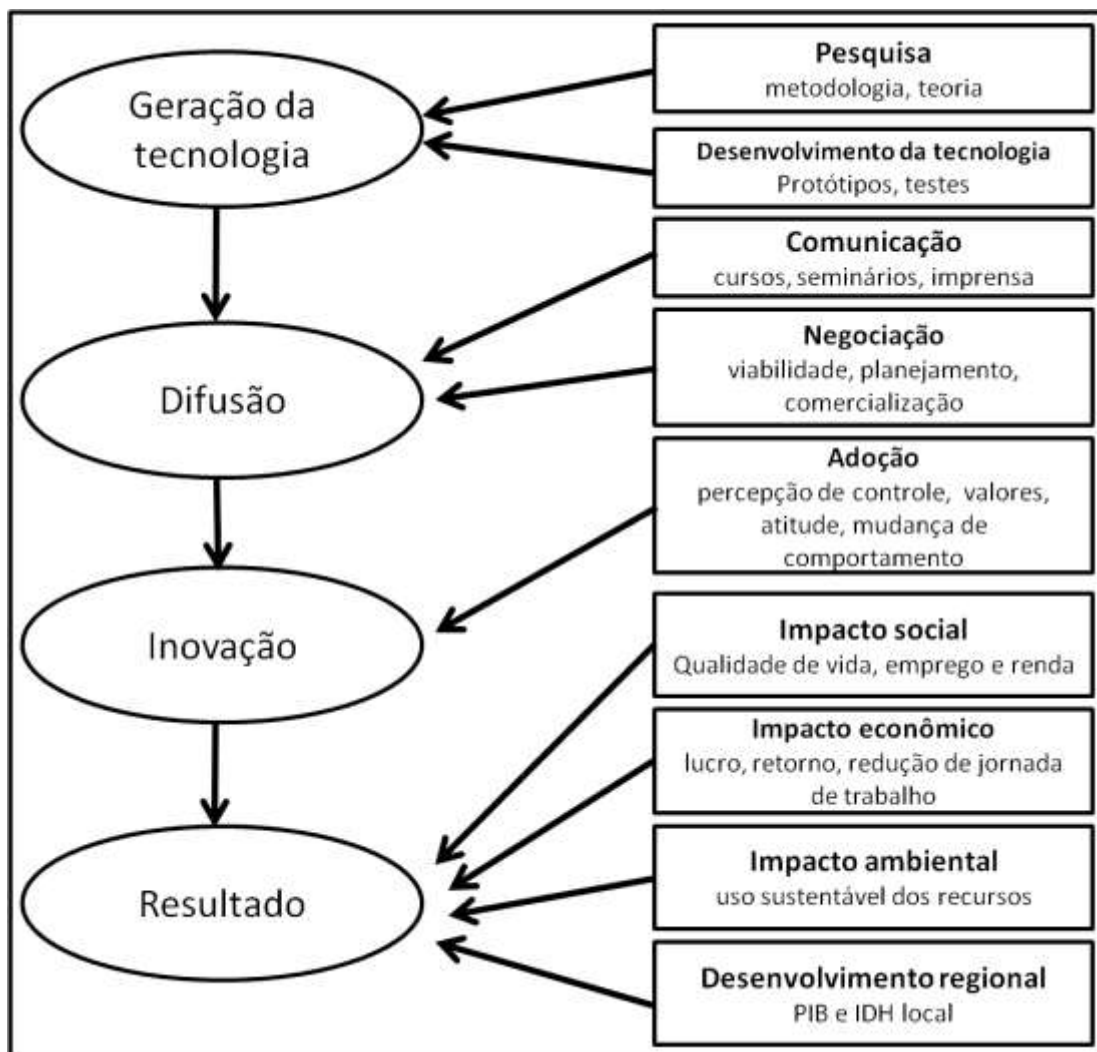 Geração da
tecnologia
Pesquisa
metodologia, teoria
Desenvolvimento da tecnologia
Protótipos, testes
Comunicação
cursos, seminários, imprensa
Difusão
Negociação
viabilidade, planejamento,
comercialização
Adoção
percepção de controle, valores,
atitude, mudança de
comportamento
Inovação
Impacto social
Qualidade de vida, emprego e renda
Impacto econômico
lucro, retorno, redução de jornada
de trabalho
Resultado
Impacto ambiental
uso sustentável dos recursos
Desenvolvimento regional
PIB e IDH local